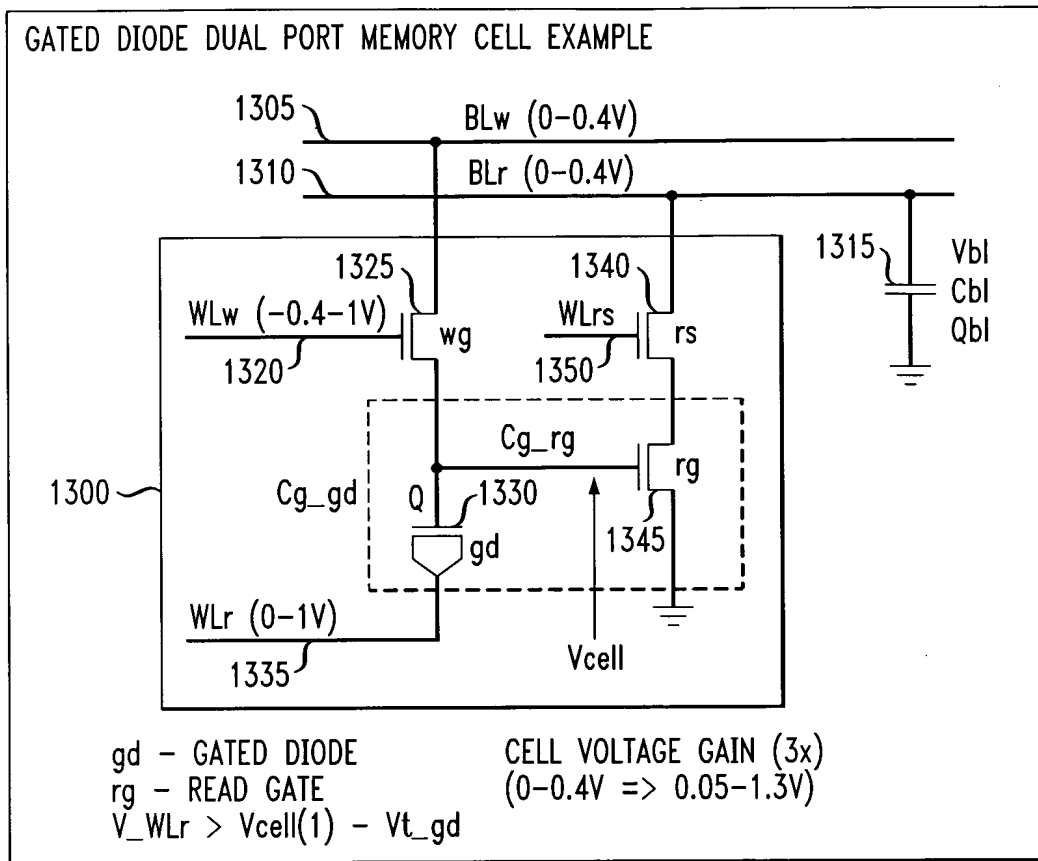 GATED DIODE DUAL PORT MEMORY CELL EXAMPLE
1305
BLw (0-0.4V)
1310
BLr (0-0.4V)
1325
1340
1315
Vbl
Cbl
Qbl
WLw (-0.4-1V)
1320
wg
WLrs
1350
rs
1300
Cg_gd
Cg_rg
Q
1330
gd
rg
1345
WLr (0-1V)
1335
Vcell
gd - GATED DIODE
rg - READ GATE
V_WLr > Vcell(1) - Vt_gd
CELL VOLTAGE GAIN (3x)
(0-0.4V => 0.05-1.3V)